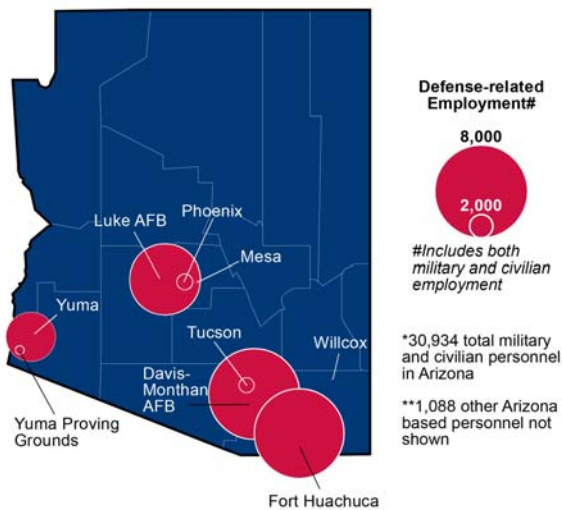 Phoenix
Luke AFB
Mesa
Yuma
Tucson
Willcox
Davis-
Monthan
AFB
Yuma Proving
Grounds
Fort Huachuca
Defense-related
Employment#
8,000
2,000
#Includes both
military and civilian
employment
*30,934 total military
and civilian personnel
in Arizona
**1,088 other Arizona
based personnel not
shown